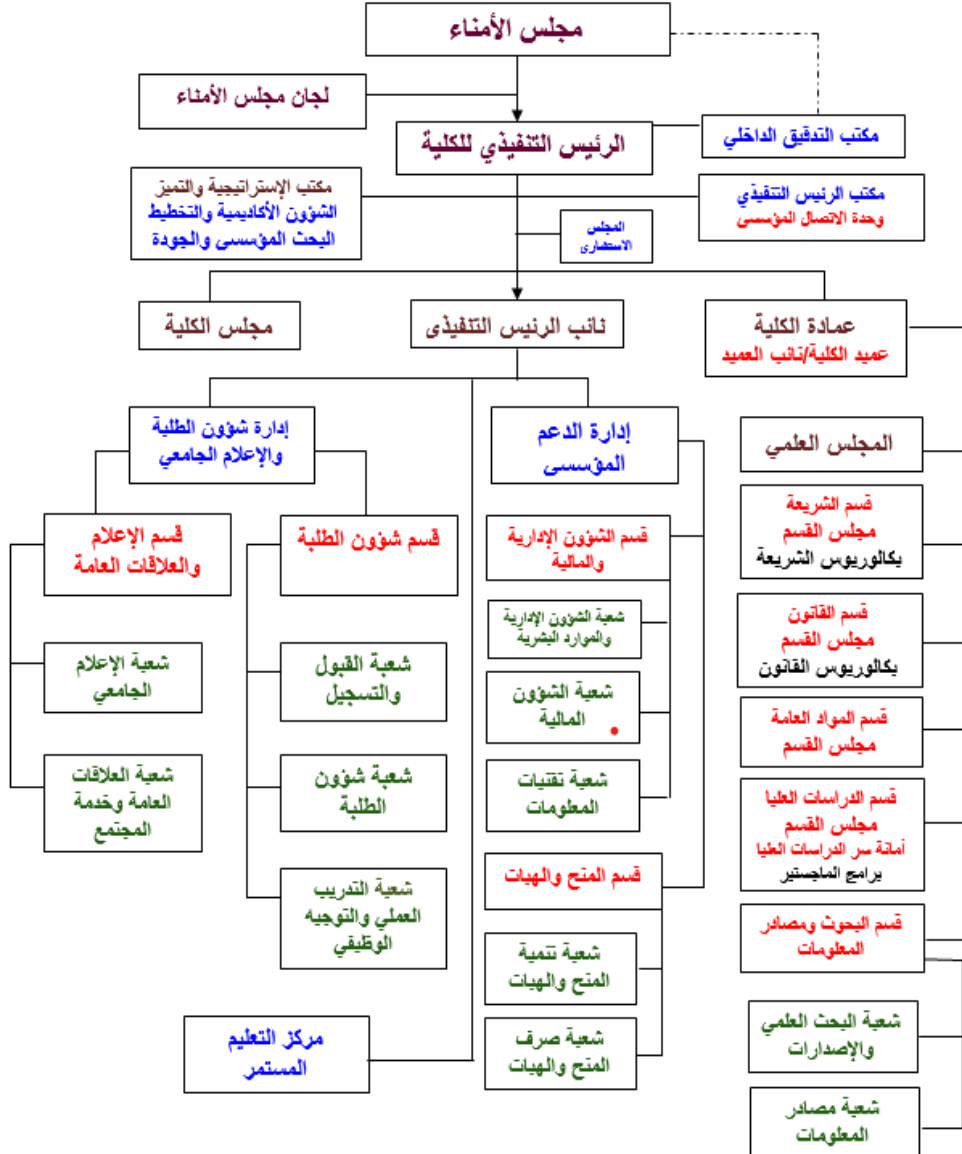 مجلس الأمناء
لجان مجلس الأمناء
الرئيس التنفيذي للكلية
مكتب التدقيق الداخلي
مكتب الرئيس التنفيذي
وحدة الاتصال المؤسسى
مكتب الإستراتيجية والتميز
الشؤون الأكاديمية والتخطيط
البحث المؤسسى والجودة
المجلس
الاستشارى
عمادة الكلية
عميد الكلية/نائب العميد
نائب الرئيس التنفيذى
مجلس الكلية
إدارة الدعم
المؤسسى
إدارة شؤون الطلبة
والإعلام الجامعي
المجلس العلمي
قسم الشريعة
مجلس القسم
بكالوريوس الشريعة
قسم القانون
مجلس القسم
بكالوريوس القانون
قسم المواد العامة
مجلس القسم
قسم الدراسات العليا
مجلس القسم
أمانة سر الدراسات العليا
برامج الماجستير
قسم البحوث ومصادر
المعلومات
شعبة البحث العلمي
والإصدارات
شعبة مصادر
المعلومات
قسم الشؤون الإدارية
والمالية
شعبة الشؤون الإدارية
والموارد البشرية
شعبة الشؤون
المالية
شعبة تقنيات
المعلومات
قسم المنح والهبات
شعبة تنمية
المنح والهبات
شعبة صرف
المنح والهبات
قسم شؤون الطلبة
شعبة القبول
والتسجيل
شعبة شؤون
الطلبة
شعبة التدريب
العملي والتوجيه
الوظيفي
قسم الإعلام
والعلاقات العامة
شعبة الإعلام
الجامعي
شعبة العلاقات
العامة وخدمة
المجتمع
مركز التعليم
المستمر